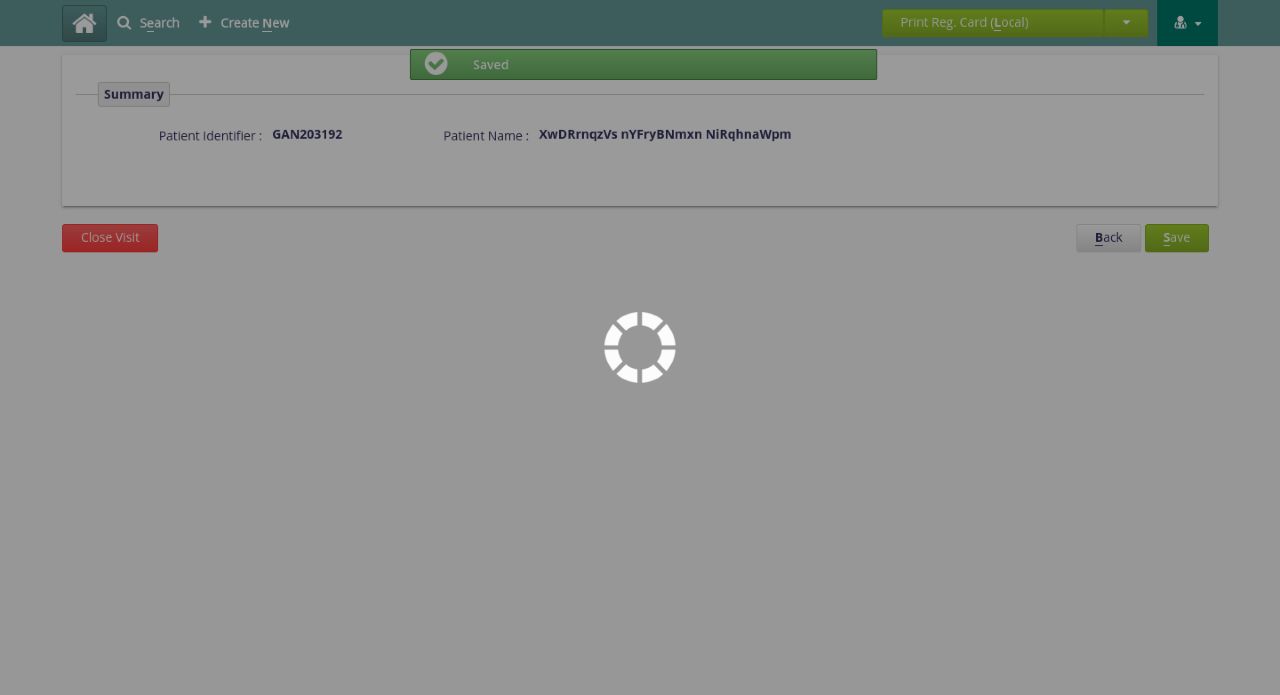 Search
Create New
Print Reg. Card (Local)
Saved
Summary
Patient Identifier : GAN203192
Patient Name : XwDRrnqzVs nYFryBNmxn NiRqhnaWpm
Close Visit
Back
Save